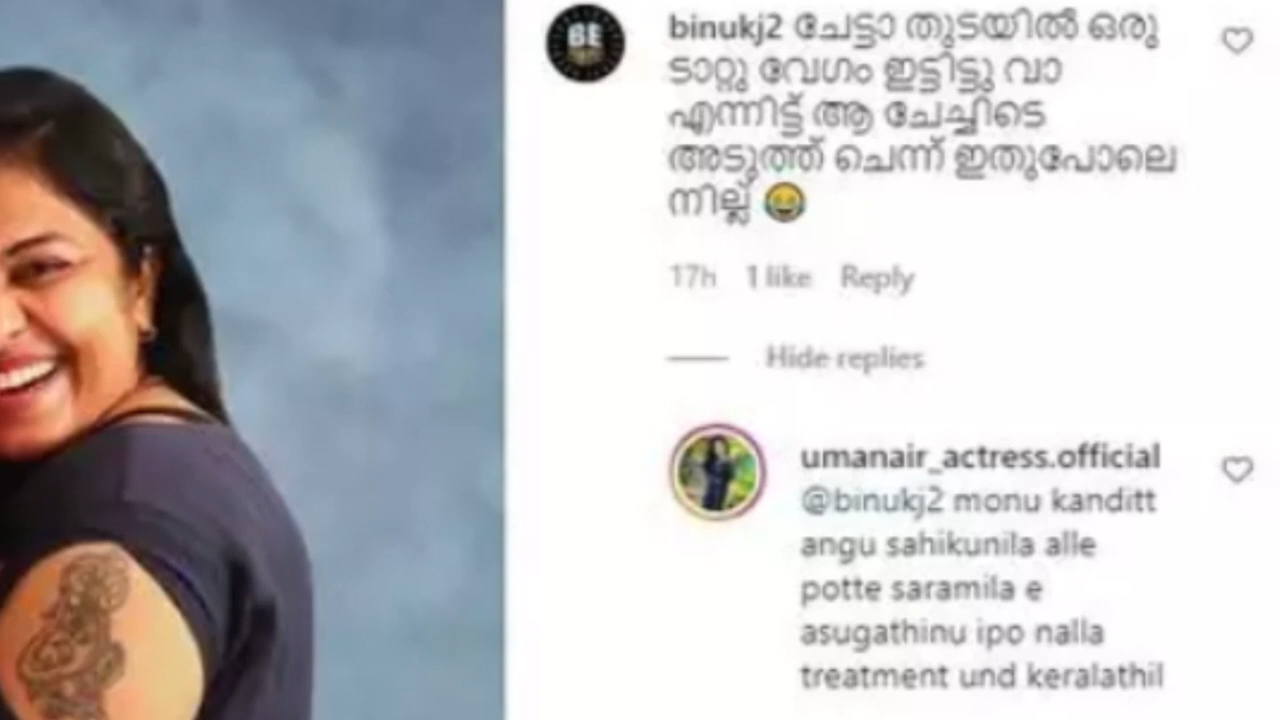 BE
binukj2 ചേട്ടാ തുടയിൽ ഒരു
ടാറ്റു വേഗം ഇട്ടിട്ടു വാ
എന്നിട്ട് ആ ചേച്ചിടെ
അടുത്ത് ചെന്ന് ഇതുപോലെ
നില്ല് 😂
17h 1 like Reply
Hide replies
umanair_actress.official
@binukj2 monu kanditt
angu sahikunila alle
potte saramila e
asugathinu ipo nalla
treatment und keralathil